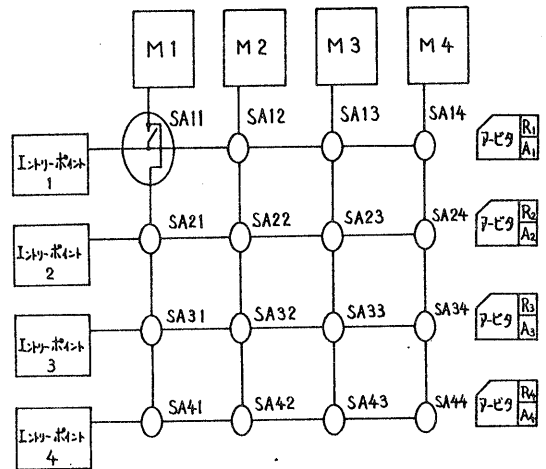 M1 M2 M3 M4
SA11 SA12 SA13 SA14
エントリーポイント
1
アービタ R1 A1
SA21 SA22 SA23 SA24
エントリーポイント
2
アービタ R2 A2
SA31 SA32 SA33 SA34
エントリーポイント
3
アービタ R3 A3
SA41 SA42 SA43 SA44
エントリーポイント
4
アービタ R4 A4